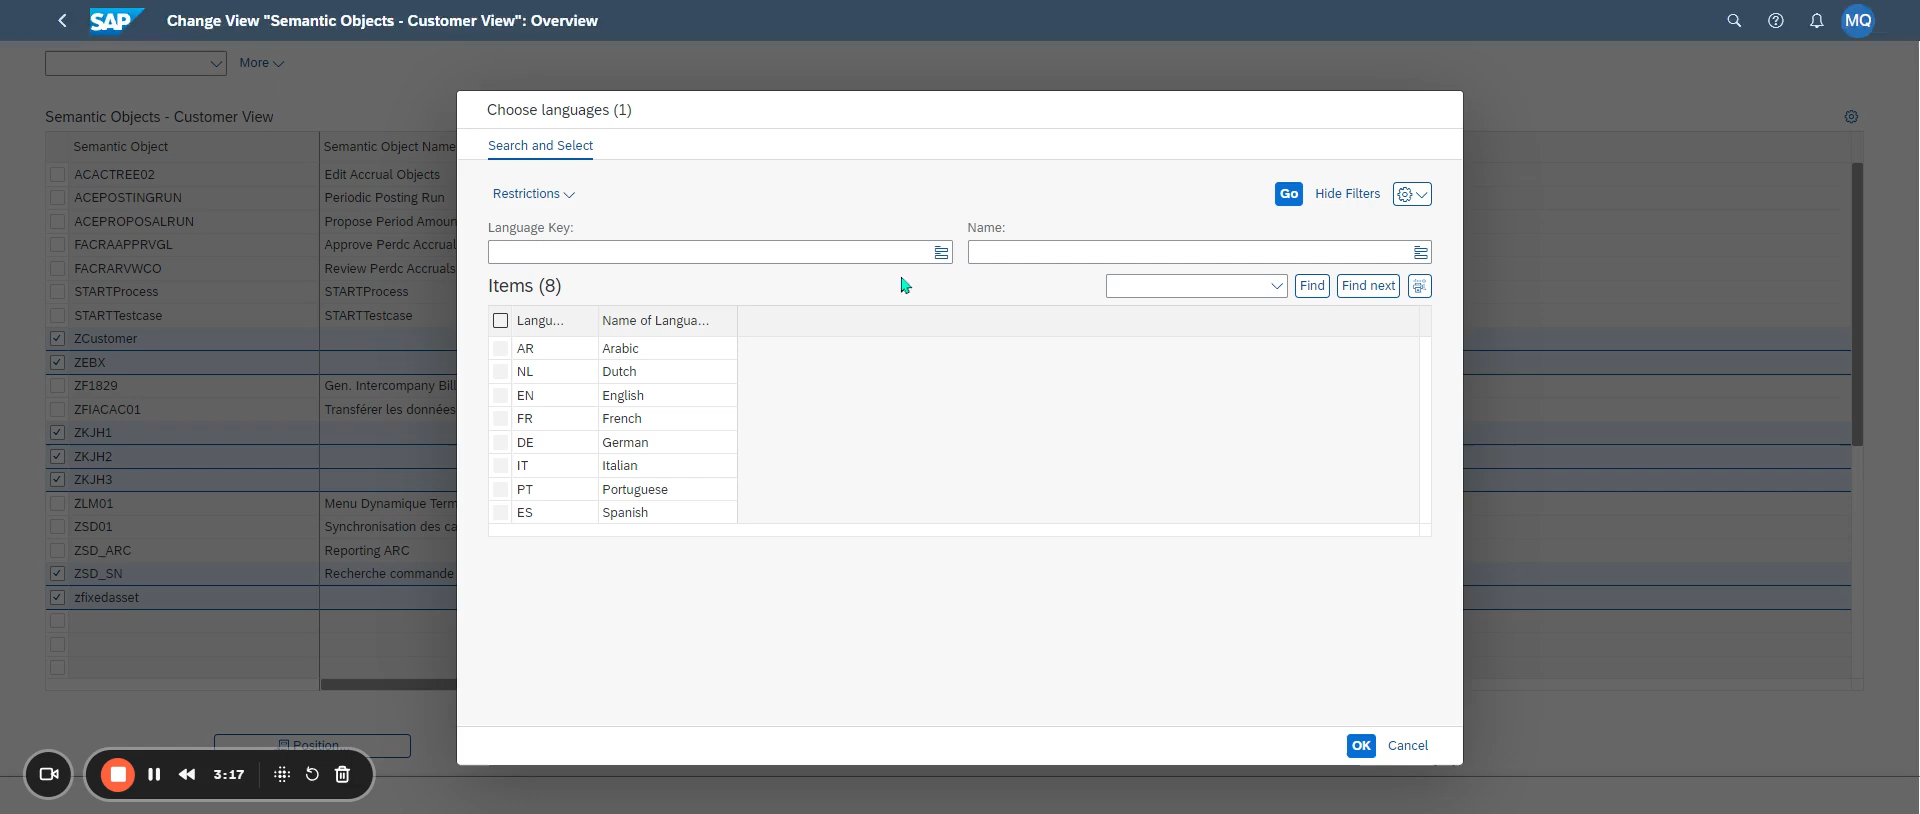 SAP Change View "Semantic Objects - Customer View": Overview MQ
More
Semantic Objects - Customer View
Semantic Object Semantic Object Name
ACACTREE02 Edit Accrual Objects
ACEPOSTINGRUN Periodic Posting Run
ACEPROPOSALRUN Propose Period Amoun
FACRAAPPRVGL Approve Perdc Accrual
FACRARVWCO Review Perdc Accruals
STARTProcess STARTProcess
STARTTestcase STARTTestcase
ZCustomer
ZEBX
ZF1829 Gen. Intercompany Bill
ZFIACAC01 Transférer les données
ZKJH1
ZKJH2
ZKJH3
ZLM01 Menu Dynamique Term
ZSD01 Synchronisation des ca
ZSD_ARC Reporting ARC
ZSD_SN Recherche commande
zfixedasset
Position...
3:17
Choose languages (1)
Search and Select
Restrictions Go Hide Filters
Language Key: Name:
Items (8) Find Find next
Langu... Name of Langua...
AR Arabic
NL Dutch
EN English
FR French
DE German
IT Italian
PT Portuguese
ES Spanish
OK Cancel